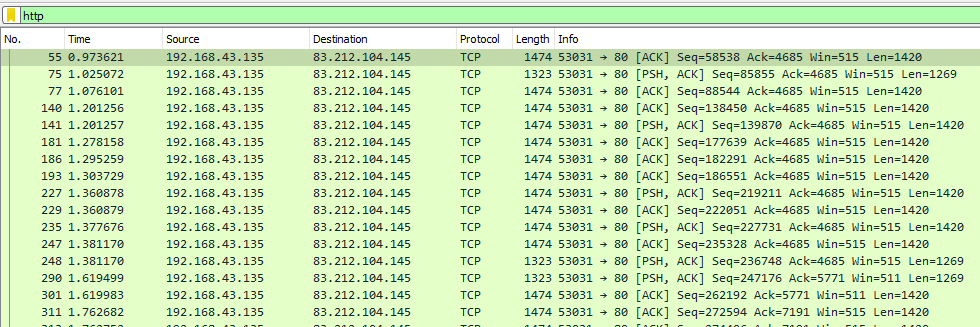 http
No. Time Source Destination Protocol Length Info
55 0.973621 192.168.43.135 83.212.104.145 TCP 1474 53031 → 80 [ACK] Seq=58538 Ack=4685 Win=515 Len=1420
75 1.025072 192.168.43.135 83.212.104.145 TCP 1323 53031 → 80 [PSH, ACK] Seq=85855 Ack=4685 Win=515 Len=1269
77 1.076101 192.168.43.135 83.212.104.145 TCP 1474 53031 → 80 [ACK] Seq=88544 Ack=4685 Win=515 Len=1420
140 1.201256 192.168.43.135 83.212.104.145 TCP 1474 53031 → 80 [ACK] Seq=138450 Ack=4685 Win=515 Len=1420
141 1.201257 192.168.43.135 83.212.104.145 TCP 1474 53031 → 80 [PSH, ACK] Seq=139870 Ack=4685 Win=515 Len=1420
181 1.278158 192.168.43.135 83.212.104.145 TCP 1474 53031 → 80 [ACK] Seq=177639 Ack=4685 Win=515 Len=1420
186 1.295259 192.168.43.135 83.212.104.145 TCP 1474 53031 → 80 [ACK] Seq=182291 Ack=4685 Win=515 Len=1420
193 1.303729 192.168.43.135 83.212.104.145 TCP 1474 53031 → 80 [ACK] Seq=186551 Ack=4685 Win=515 Len=1420
227 1.360878 192.168.43.135 83.212.104.145 TCP 1474 53031 → 80 [PSH, ACK] Seq=219211 Ack=4685 Win=515 Len=1420
229 1.360879 192.168.43.135 83.212.104.145 TCP 1474 53031 → 80 [ACK] Seq=222051 Ack=4685 Win=515 Len=1420
235 1.377676 192.168.43.135 83.212.104.145 TCP 1474 53031 → 80 [PSH, ACK] Seq=227731 Ack=4685 Win=515 Len=1420
247 1.381170 192.168.43.135 83.212.104.145 TCP 1474 53031 → 80 [ACK] Seq=235328 Ack=4685 Win=515 Len=1420
248 1.381170 192.168.43.135 83.212.104.145 TCP 1323 53031 → 80 [PSH, ACK] Seq=236748 Ack=4685 Win=515 Len=1269
290 1.619499 192.168.43.135 83.212.104.145 TCP 1323 53031 → 80 [PSH, ACK] Seq=247176 Ack=5771 Win=511 Len=1269
301 1.619983 192.168.43.135 83.212.104.145 TCP 1474 53031 → 80 [ACK] Seq=262192 Ack=5771 Win=511 Len=1420
311 1.762682 192.168.43.135 83.212.104.145 TCP 1474 53031 → 80 [ACK] Seq=272594 Ack=7191 Win=515 Len=1420